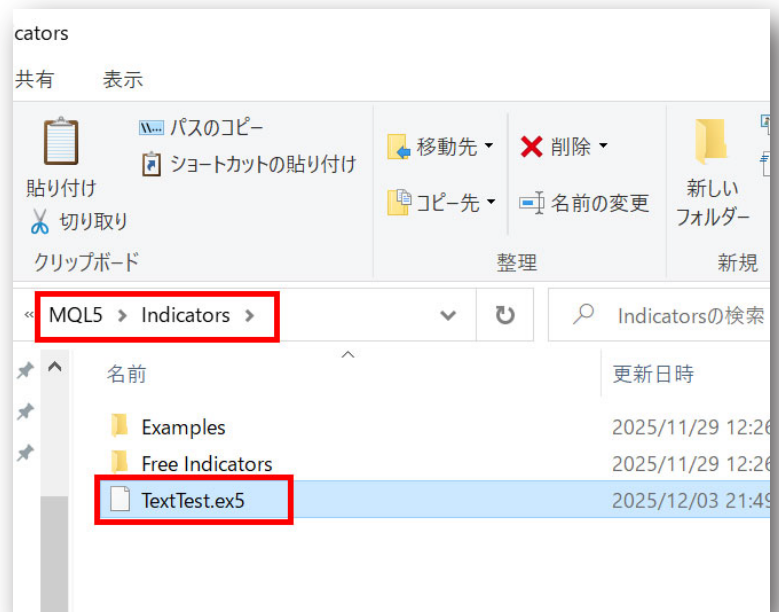 cators
共有 表示
貼り付け
パスのコピー
ショートカットの貼り付け
切り取り
クリップボード
移動先
コピー先
削除
名前の変更
整理
新しい
フォルダー
新規
« MQL5 > Indicators >
Indicatorsの検索
名前 更新日時
Examples 2025/11/29 12:26
Free Indicators 2025/11/29 12:26
TextTest.ex5 2025/12/03 21:49